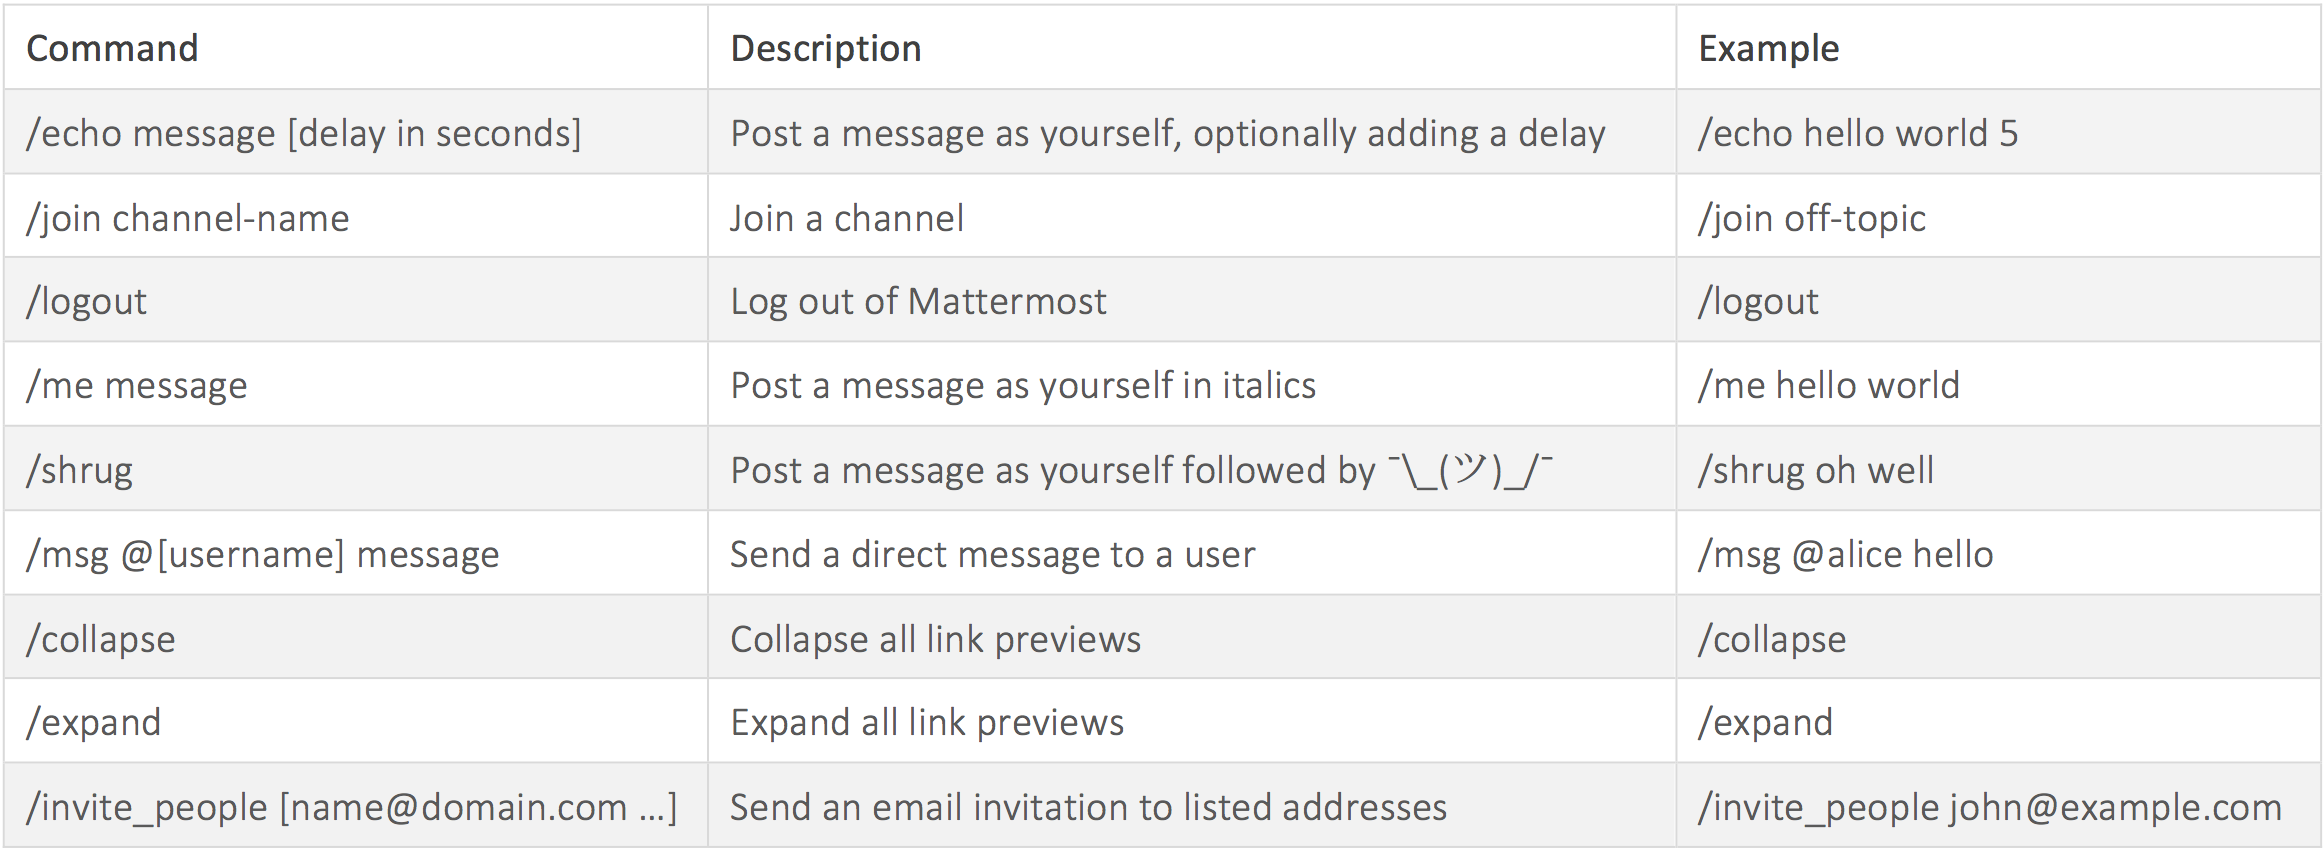 Command Description Example
/echo message [delay in seconds] Post a message as yourself, optionally adding a delay /echo hello world 5
/join channel-name Join a channel /join off-topic
/logout Log out of Mattermost /logout
/me message Post a message as yourself in italics /me hello world
/shrug Post a message as yourself followed by ¯\_(ツ)_/¯ /shrug oh well
/msg @[username] message Send a direct message to a user /msg @alice hello
/collapse Collapse all link previews /collapse
/expand Expand all link previews /expand
/invite_people [name@domain.com ...] Send an email invitation to listed addresses /invite_people john@example.com